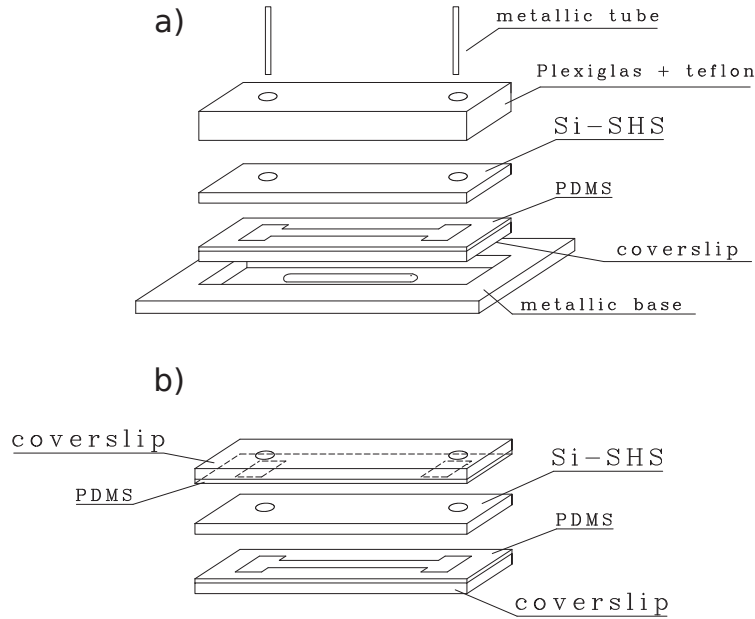 a)
metallic tube
Plexiglas + teflon
Si-SHS
PDMS
coverslip
metallic base
b)
coverslip
Si-SHS
PDMS
PDMS
coverslip